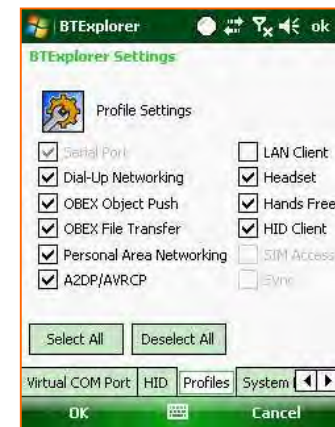 BTExplorer ok
BTExplorer Settings
Profile Settings
Serial Port LAN Client
Dial-Up Networking Headset
OBEX Object Push Hands Free
OBEX File Transfer HID Client
Personal Area Networking SIM Access
A2DP/AVRCP Sync
Select All Deselect All
Virtual COM Port HID Profiles System
OK Cancel